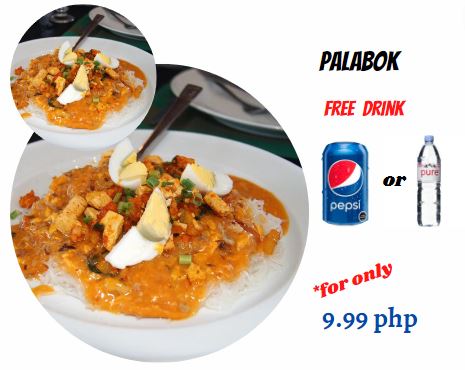 PALABOK
FREE DRINK
pepsi
or
pure
*for only
9.99 php